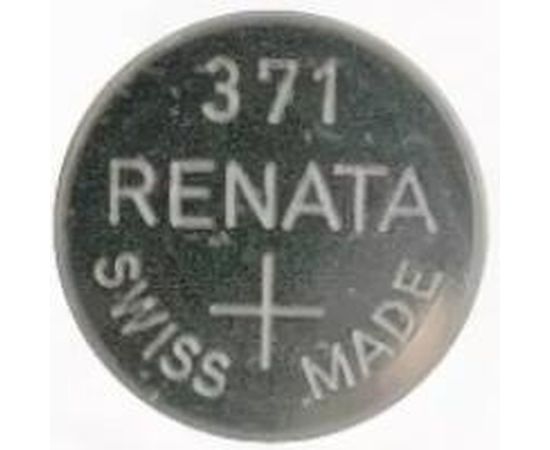 371
RENATA
+
SWISS MADE